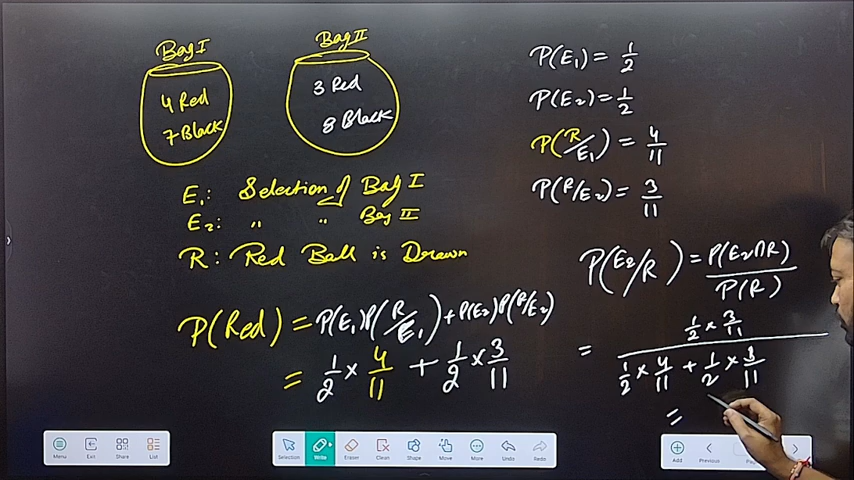 Bag I
Bag II
4 Red
7 Black
3 Red
8 Black
E₁: Selection of Bag I
E₂: " " Bag II
R: Red Ball is Drawn
P(Red) = P(E₁)P(R/E₁) + P(E₂)P(R/E₂)
= 1/2 × 4/11 + 1/2 × 3/11
P(E₁) = 1/2
P(E₂) = 1/2
P(R/E₁) = 4/11
P(R/E₂) = 3/11
P(E₂/R) = P(E₂∩R)/P(R)
= (1/2 × 3/11)/(1/2 × 4/11 + 1/2 × 3/11)
=
Menu Exit Share List
Selection Write Eraser Clean Shape Move More Undo Redo
Add Previous